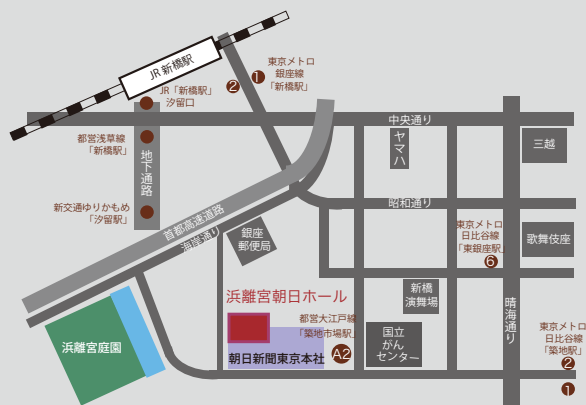 JR 新橋駅
東京メトロ
銀座線
「新橋駅」
①
②
JR「新橋駅」
汐留口
都営浅草線
「新橋駅」
地下通路
新交通ゆりかもめ
「汐留駅」
首都高速道路
海岸通り
中央通り
ヤマハ
三越
昭和通り
銀座
郵便局
東京メトロ
日比谷線
「東銀座駅」
⑥
歌舞伎座
新橋
演舞場
晴海通り
浜離宮朝日ホール
都営大江戸線
「築地市場駅」
A2
朝日新聞東京本社
国立
がん
センター
浜離宮庭園
東京メトロ
日比谷線
「築地駅」
②
①